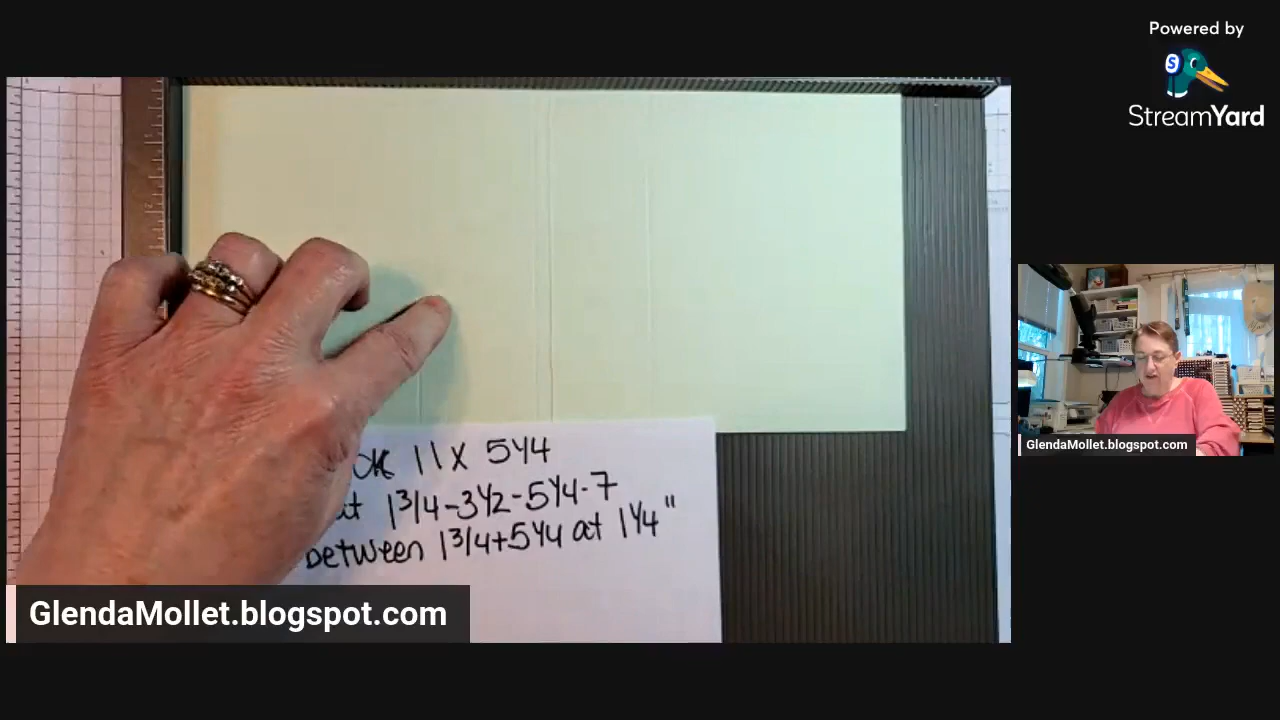 Powered by
StreamYard
11 x 5 1/4
1 3/4 - 3 1/2 - 5 1/4 - 7
between 1 3/4 + 5 1/4 at 1 1/4"
GlendaMollet.blogspot.com
GlendaMollet.blogspot.com